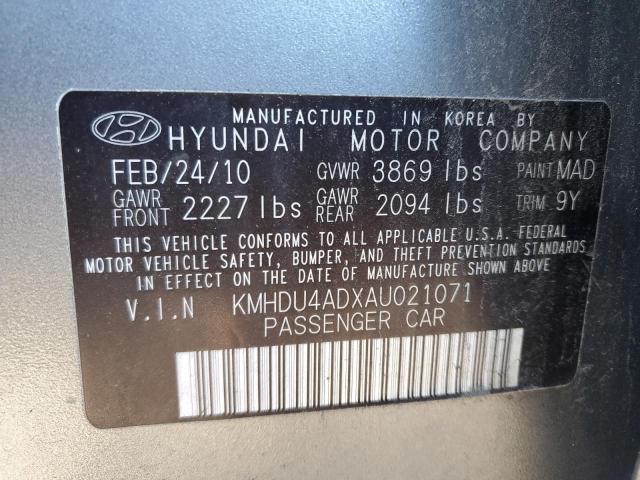 MANUFACTURED IN KOREA BY
HYUNDAI MOTOR COMPANY
FEB/24/10 GVWR 3869 lbs PAINT MAD
GAWR FRONT 2227 lbs GAWR REAR 2094 lbs TRIM 9Y
THIS VEHICLE CONFORMS TO ALL APPLICABLE U.S.A. FEDERAL
MOTOR VEHICLE SAFETY, BUMPER, AND THEFT PREVENTION STANDARDS
IN EFFECT ON THE DATE OF MANUFACTURE SHOWN ABOVE.
V.I.N KMHDU4ADXAU021071
PASSENGER CAR